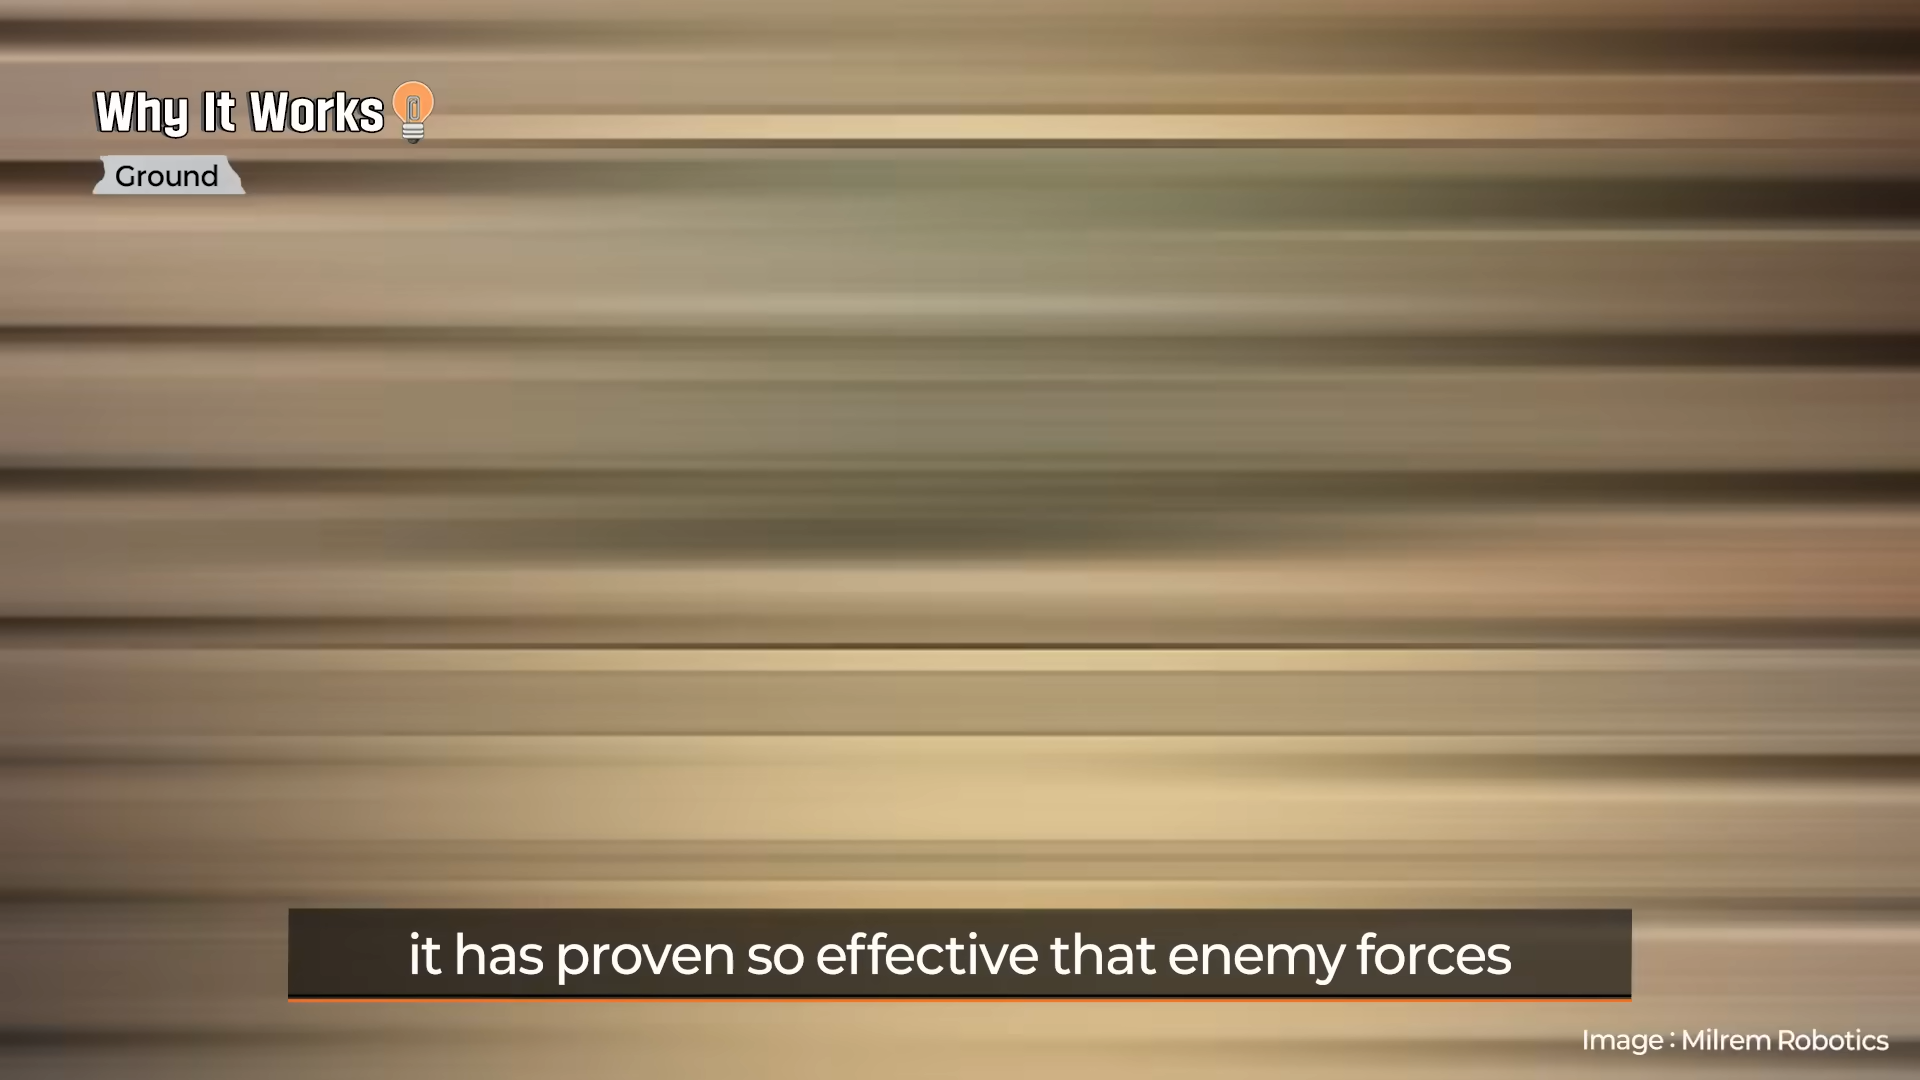 Why It Works
Ground
it has proven so effective that enemy forces
Image : Milrem Robotics